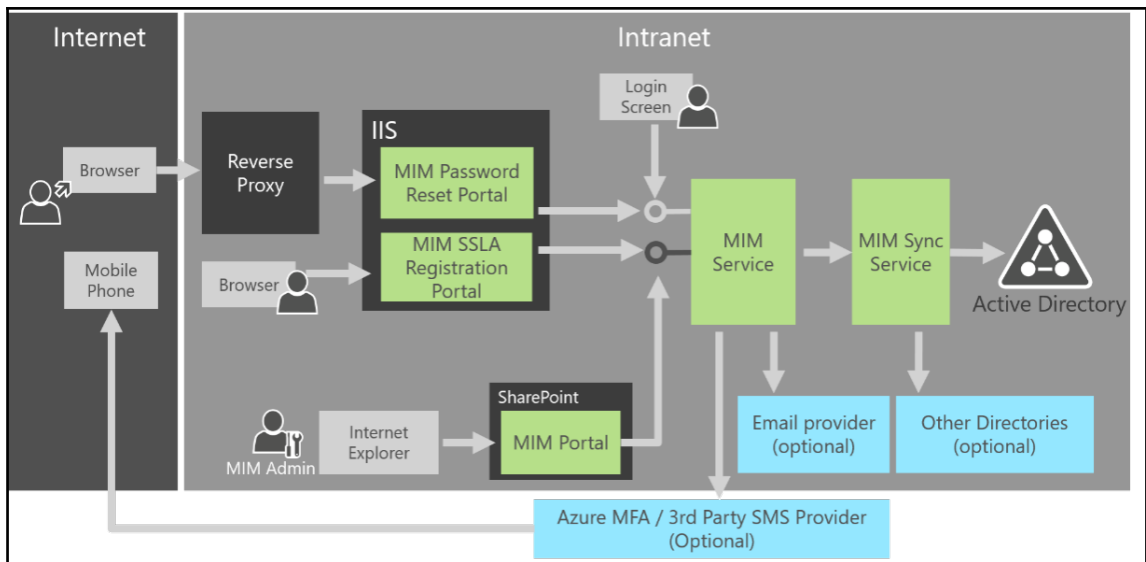 Internet
Intranet
Login
Screen
IIS
Browser
Reverse
Proxy
MIM Password
Reset Portal
Mobile
Phone
Browser
MIM SSLA
Registration
Portal
MIM
Service
MIM Sync
Service
Active Directory
SharePoint
MIM Admin
Internet
Explorer
MIM Portal
Email provider
(optional)
Other Directories
(optional)
Azure MFA / 3rd Party SMS Provider
(Optional)